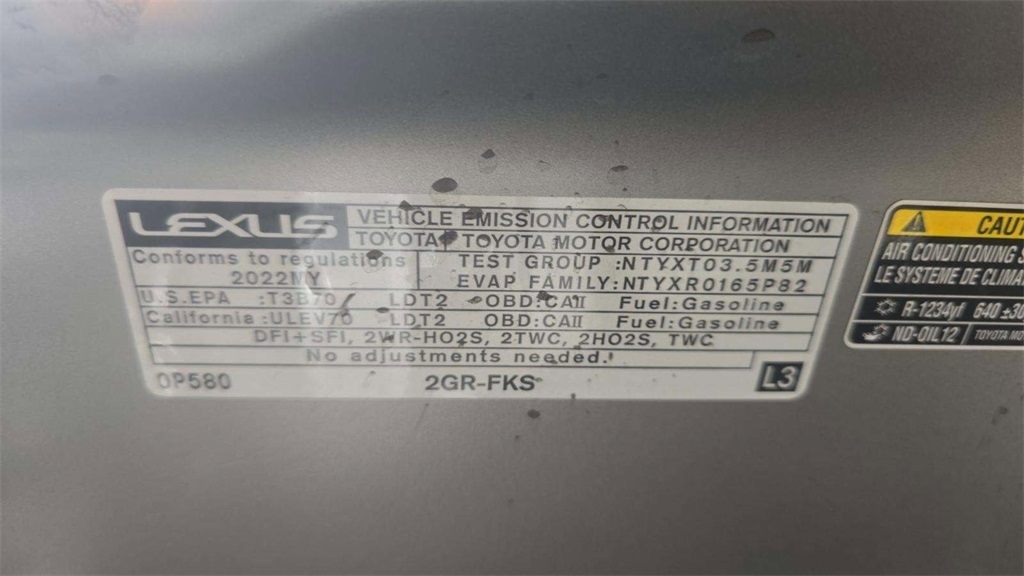 LEXUS
VEHICLE EMISSION CONTROL INFORMATION
TOYOTA TOYOTA MOTOR CORPORATION
Conforms to regulations
2022MY
TEST GROUP :NTYXT03.5M5M
EVAP FAMILY:NTYXR0165P82
U.S.EPA :T3B70 LDT2 OBD:CAII Fuel:Gasoline
California :ULEV70 LDT2 OBD:CAII Fuel:Gasoline
DFI+SFI, 2WR-HO2S, 2TWC, 2HO2S, TWC
No adjustments needed.
0P580 2GR-FKS L3
CAUT
AIR CONDITIONING S
LE SYSTEME DE CLIMA
R-1234yf 640 ±30
ND-OIL12 TOYOTA MO